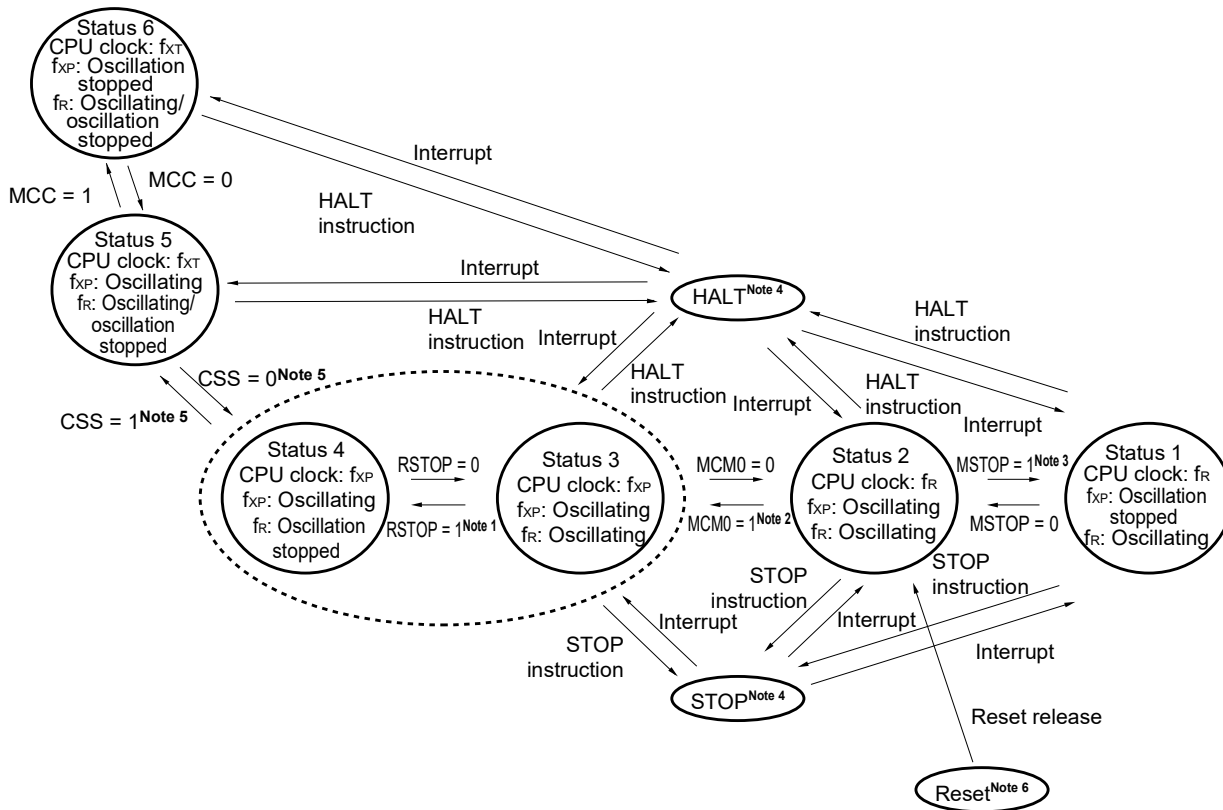 Status 6
CPU clock: fXT
fXP: Oscillation
stopped
fR: Oscillating/
oscillation
stopped
Interrupt
HALT
instruction
MCC = 1
MCC = 0
Status 5
CPU clock: fXT
fXP: Oscillating
fR: Oscillating/
oscillation
stopped
Interrupt
HALT
instruction
HALTNote 4
Interrupt
HALT
instruction
HALT
instruction
Interrupt
HALT
instruction
Interrupt
CSS = 0Note 5
CSS = 1Note 5
Status 4
CPU clock: fXP
fXP: Oscillating
fR: Oscillation
stopped
RSTOP = 0
RSTOP = 1Note 1
Status 3
CPU clock: fXP
fXP: Oscillating
fR: Oscillating
MCM0 = 0
MCM0 = 1Note 2
Status 2
CPU clock: fR
fXP: Oscillating
fR: Oscillating
MSTOP = 1Note 3
MSTOP = 0
Status 1
CPU clock: fR
fXP: Oscillation
stopped
fR: Oscillating
STOP
instruction
Interrupt
STOP
instruction
Interrupt
STOP
instruction
Interrupt
STOPNote 4
Reset release
ResetNote 6